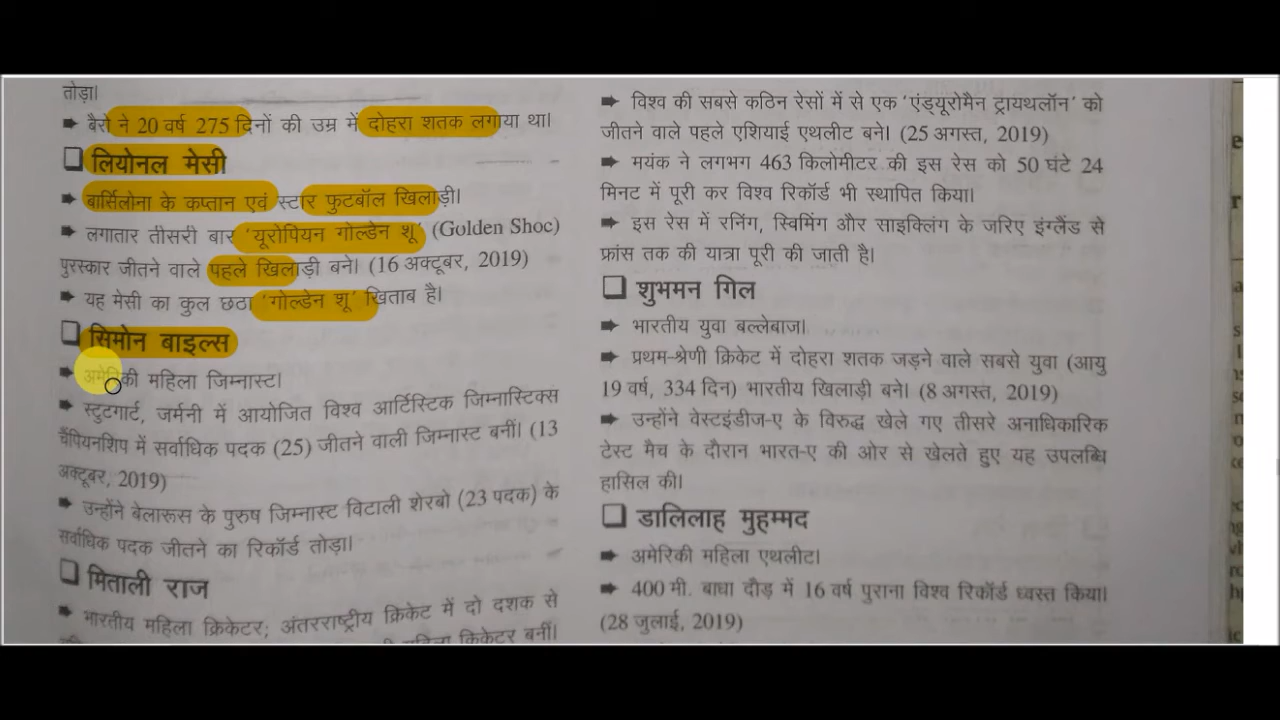 तोड़ा।
➨ बैरो ने 20 वर्ष 275 दिनों की उम्र में दोहरा शतक लगाया था।
❑ लियोनल मेसी
➨ बार्सिलोना के कप्तान एवं स्टार फुटबॉल खिलाड़ी।
➨ लगातार तीसरी बार 'यूरोपियन गोल्डेन शू' (Golden Shoc)
पुरस्कार जीतने वाले पहले खिलाड़ी बने। (16 अक्टूबर, 2019)
➨ यह मेसी का कुल छठा 'गोल्डेन शू' खिताब है।
❑ सिमोन बाइल्स
➨ अमेरिकी महिला जिम्नास्ट।
➨ स्टुटगार्ट, जर्मनी में आयोजित विश्व आर्टिस्टिक जिम्नास्टिक्स
चैंपियनशिप में सर्वाधिक पदक (25) जीतने वाली जिम्नास्ट बनीं। (13
अक्टूबर, 2019)
➨ उन्होंने बेलारूस के पुरुष जिम्नास्ट विटाली शेरबो (23 पदक) के
सर्वाधिक पदक जीतने का रिकॉर्ड तोड़ा।
❑ मिताली राज
➨ भारतीय महिला क्रिकेटर; अंतरराष्ट्रीय क्रिकेट में दो दशक से
महिला क्रिकेटर बनीं।
➨ विश्व की सबसे कठिन रेसों में से एक 'एंड्यूरोमैन ट्रायथलॉन' को
जीतने वाले पहले एशियाई एथलीट बने। (25 अगस्त, 2019)
➨ मयंक ने लगभग 463 किलोमीटर की इस रेस को 50 घंटे 24
मिनट में पूरी कर विश्व रिकॉर्ड भी स्थापित किया।
➨ इस रेस में रनिंग, स्विमिंग और साइक्लिंग के जरिए इंग्लैंड से
फ्रांस तक की यात्रा पूरी की जाती है।
❑ शुभमन गिल
➨ भारतीय युवा बल्लेबाज।
➨ प्रथम-श्रेणी क्रिकेट में दोहरा शतक जड़ने वाले सबसे युवा (आयु
19 वर्ष, 334 दिन) भारतीय खिलाड़ी बने। (8 अगस्त, 2019)
➨ उन्होंने वेस्टइंडीज-ए के विरुद्ध खेले गए तीसरे अनाधिकारिक
टेस्ट मैच के दौरान भारत-ए की ओर से खेलते हुए यह उपलब्धि
हासिल की।
❑ डालिलाह मुहम्मद
➨ अमेरिकी महिला एथलीट।
➨ 400 मी. बाधा दौड़ में 16 वर्ष पुराना विश्व रिकॉर्ड ध्वस्त किया।
(28 जुलाई, 2019)